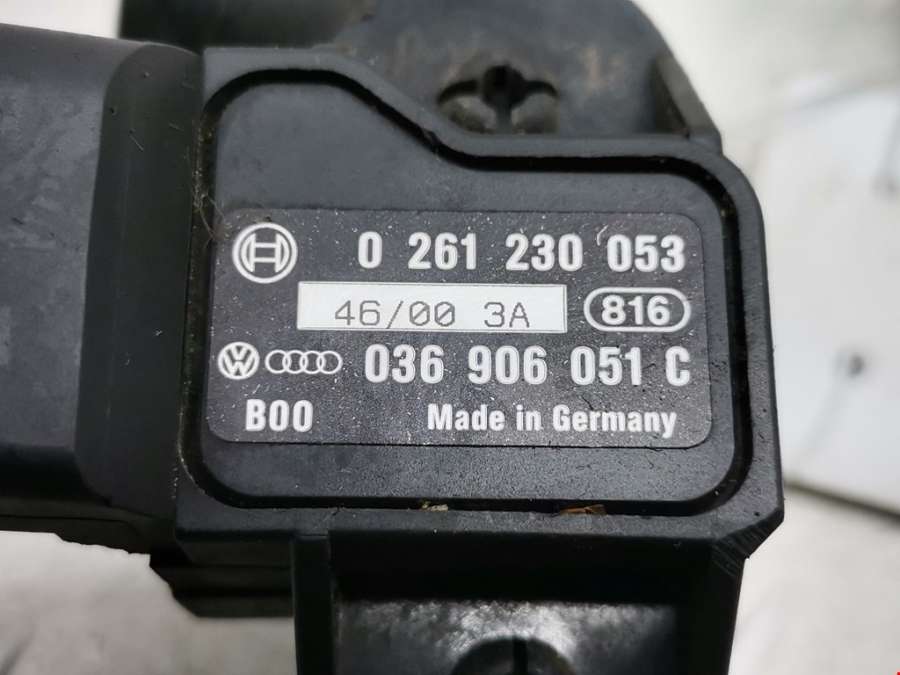 0 261 230 053
46/00 3A 816
036 906 051 C
B00 Made in Germany